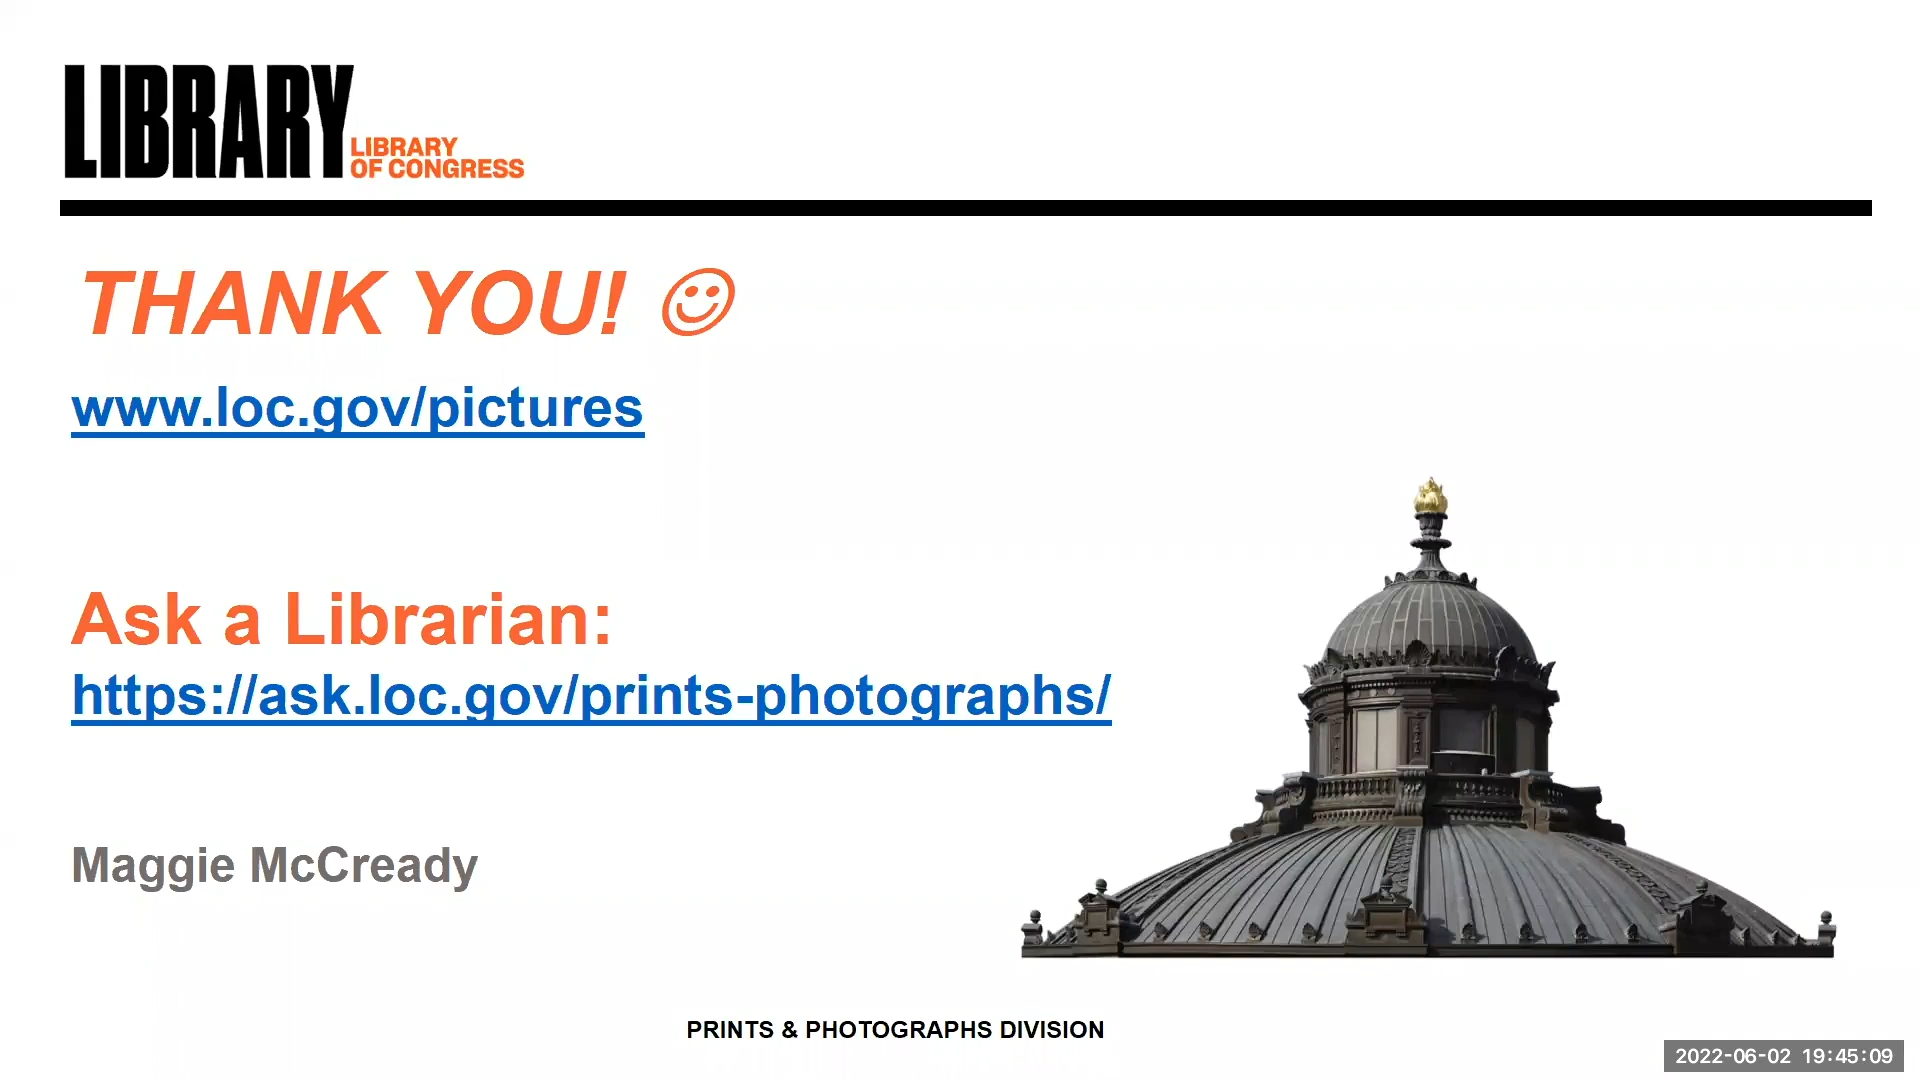 LIBRARY
LIBRARY
OF CONGRESS
THANK YOU! ☺
www.loc.gov/pictures
Ask a Librarian:
https://ask.loc.gov/prints-photographs/
Maggie McCready
PRINTS & PHOTOGRAPHS DIVISION
2022-06-02 19:45:09